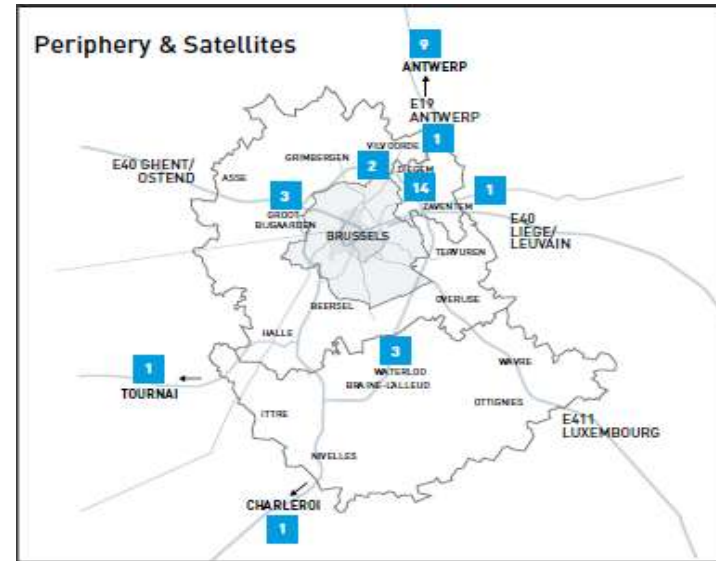 Periphery & Satellites
9
ANTWERP
E19
ANTWERP
1
VILVOORDE
GRIMBERGEN
2
DIEGEM
E40 GHENT/
OSTEND
ASSE
14
1
3
ZAVENTEM
GROOT-
BIJGAARDEN
E40
LIÈGE/
LEUVAIN
BRUSSELS
TERVUREN
OVERIJSE
BEERSEL
HALLE
3
WATERLOO
BRAINE-L'ALLEUD
WAVRE
1
TOURNAI
OTTIGNIES
ITTRE
E411
LUXEMBOURG
NIVELLES
CHARLEROI
1